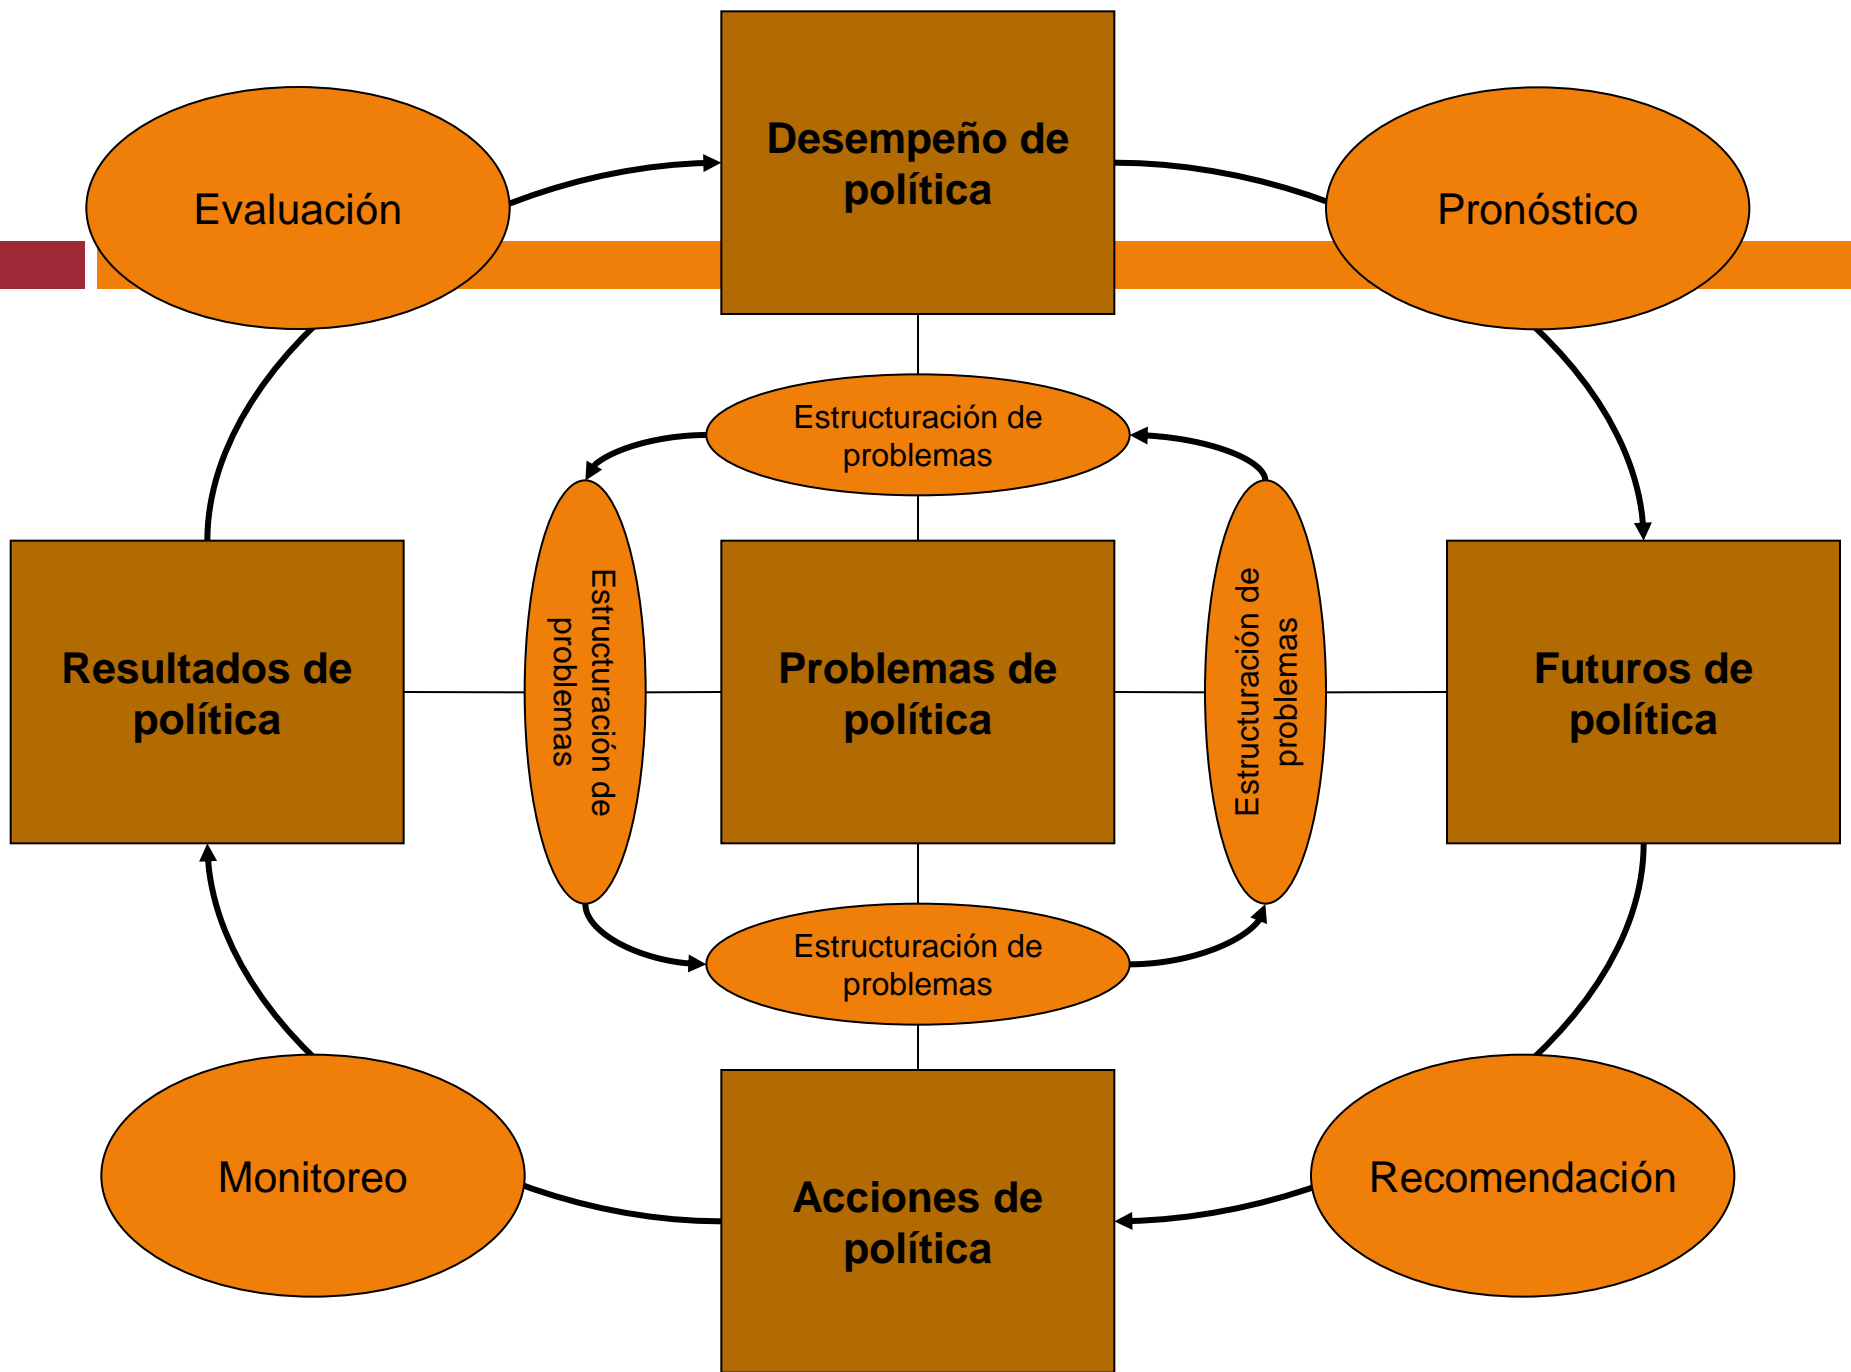 Desempeño de
política
Evaluación
Pronóstico
Estructuración de
problemas
Resultados de
política
Estructuración de
problemas
Problemas de
política
Estructuración de
problemas
Futuros de
política
Estructuración de
problemas
Monitoreo
Acciones de
política
Recomendación